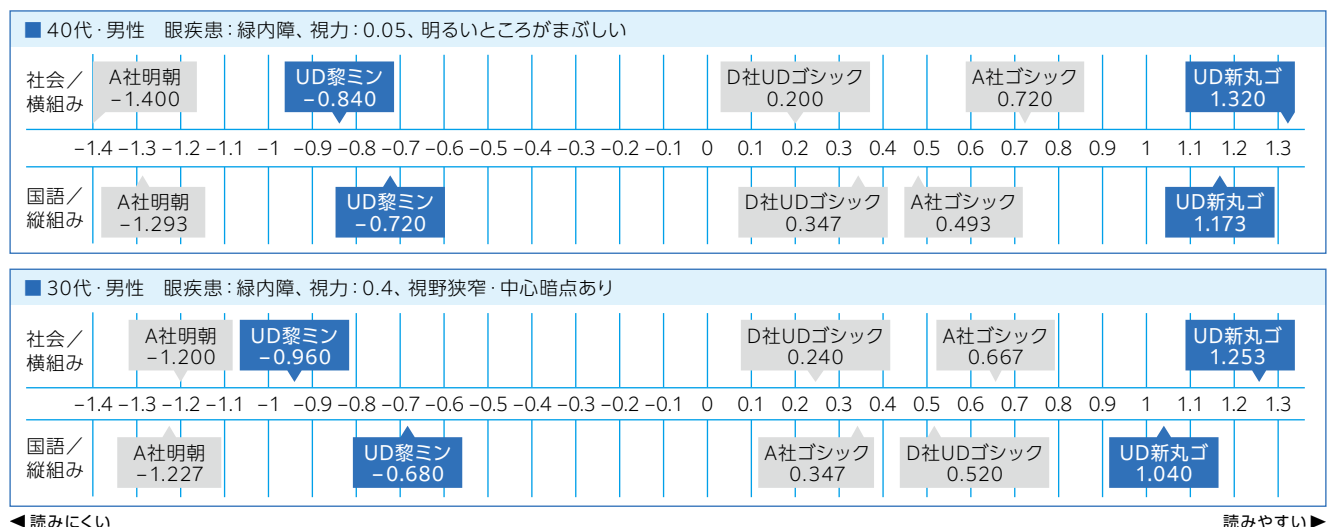 ■ 40代・男性　眼疾患：緑内障、視力：0.05、明るいところがまぶしい
社会／
横組み
A社明朝
−1.400
UD黎ミン
−0.840
D社UDゴシック
0.200
A社ゴシック
0.720
UD新丸ゴ
1.320
−1.4 −1.3 −1.2 −1.1 −1 −0.9 −0.8 −0.7 −0.6 −0.5 −0.4 −0.3 −0.2 −0.1 0 0.1 0.2 0.3 0.4 0.5 0.6 0.7 0.8 0.9 1 1.1 1.2 1.3
国語／
縦組み
A社明朝
−1.293
UD黎ミン
−0.720
D社UDゴシック
0.347
A社ゴシック
0.493
UD新丸ゴ
1.173
■ 30代・男性　眼疾患：緑内障、視力：0.4、視野狭窄・中心暗点あり
社会／
横組み
A社明朝
−1.200
UD黎ミン
−0.960
D社UDゴシック
0.240
A社ゴシック
0.667
UD新丸ゴ
1.253
−1.4 −1.3 −1.2 −1.1 −1 −0.9 −0.8 −0.7 −0.6 −0.5 −0.4 −0.3 −0.2 −0.1 0 0.1 0.2 0.3 0.4 0.5 0.6 0.7 0.8 0.9 1 1.1 1.2 1.3
国語／
縦組み
A社明朝
−1.227
UD黎ミン
−0.680
A社ゴシック
0.347
D社UDゴシック
0.520
UD新丸ゴ
1.040
◀読みにくい
読みやすい▶